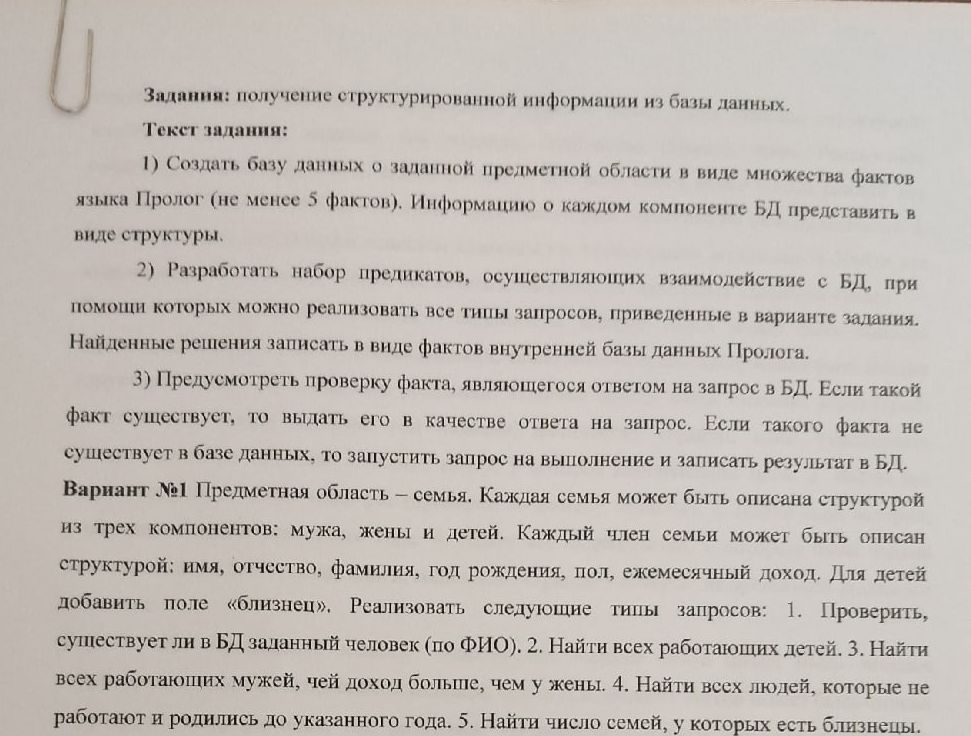 Задания: получение структурированной информации из базы данных.
Текст задания:
1) Создать базу данных о заданной предметной области в виде множества фактов
языка Пролог (не менее 5 фактов). Информацию о каждом компоненте БД представить в
виде структуры.
2) Разработать набор предикатов, осуществляющих взаимодействие с БД, при
помощи которых можно реализовать все типы запросов, приведенные в варианте задания.
Найденные решения записать в виде фактов внутренней базы данных Пролога.
3) Предусмотреть проверку факта, являющегося ответом на запрос в БД. Если такой
факт существует, то выдать его в качестве ответа на запрос. Если такого факта не
существует в базе данных, то запустить запрос на выполнение и записать результат в БД.
Вариант №1 Предметная область – семья. Каждая семья может быть описана структурой
из трех компонентов: мужа, жены и детей. Каждый член семьи может быть описан
структурой: имя, отчество, фамилия, год рождения, пол, ежемесячный доход. Для детей
добавить поле «близнец». Реализовать следующие типы запросов: 1. Проверить,
существует ли в БД заданный человек (по ФИО). 2. Найти всех работающих детей. 3. Найти
всех работающих мужей, чей доход больше, чем у жены. 4. Найти всех людей, которые не
работают и родились до указанного года. 5. Найти число семей, у которых есть близнецы.